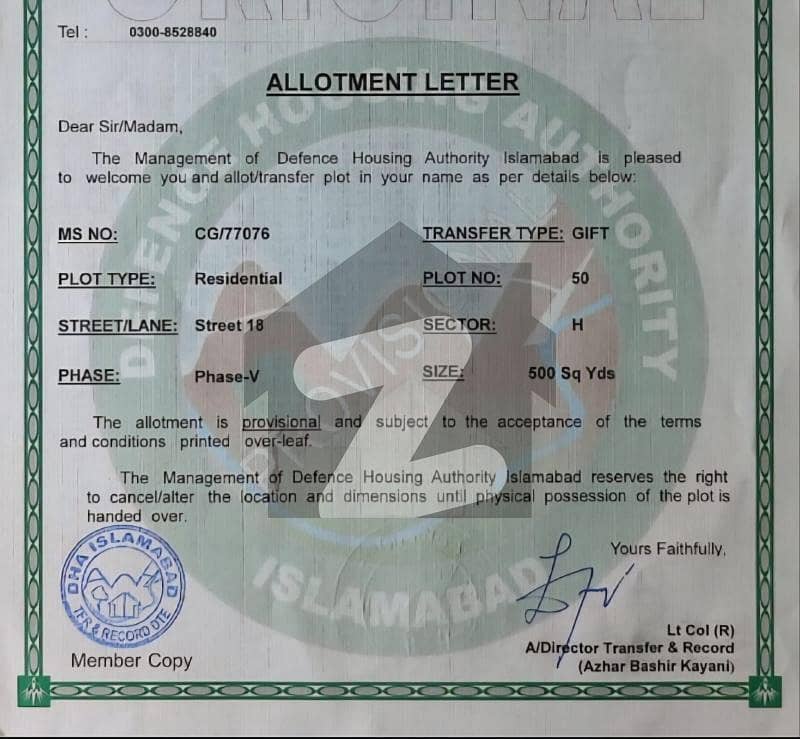 ORIGINAL
Tel : 0300-8528840
ALLOTMENT LETTER
Dear Sir/Madam,
The Management of Defence Housing Authority Islamabad is pleased
to welcome you and allot/transfer plot in your name as per details below:
MS NO: CG/77076 TRANSFER TYPE: GIFT
PLOT TYPE: Residential PLOT NO: 50
STREET/LANE: Street 18 SECTOR: H
PHASE: Phase-V SIZE: 500 Sq Yds
The allotment is provisional and subject to the acceptance of the terms
and conditions printed over-leaf.
The Management of Defence Housing Authority Islamabad reserves the right
to cancel/alter the location and dimensions until physical possession of the plot is
handed over.
Yours Faithfully,
Lt Col (R)
A/Director Transfer & Record
(Azhar Bashir Kayani)
DHA ISLAMABAD
TFR & RECORD DTE
Member Copy
DEFENCE HOUSING AUTHORITY
ISLAMABAD
PROVISIONAL
Z